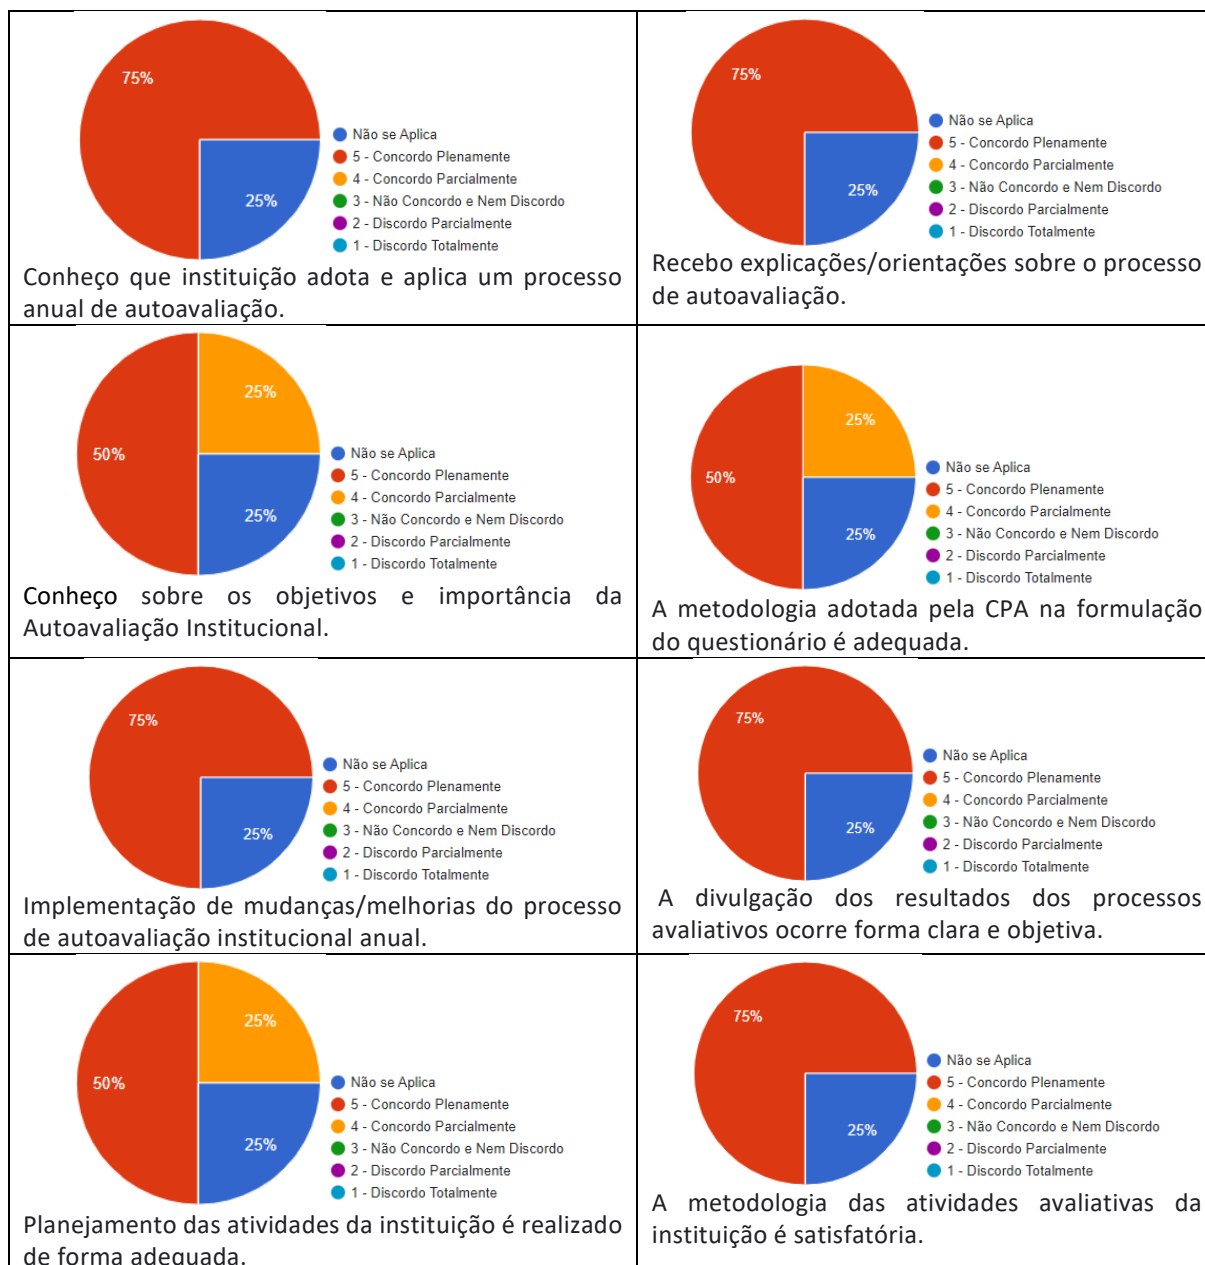 75%
25%
Não se Aplica
5 - Concordo Plenamente
4 - Concordo Parcialmente
3 - Não Concordo e Nem Discordo
2 - Discordo Parcialmente
1 - Discordo Totalmente
Conheço que instituição adota e aplica um processo
anual de autoavaliação.
75%
25%
Não se Aplica
5 - Concordo Plenamente
4 - Concordo Parcialmente
3 - Não Concordo e Nem Discordo
2 - Discordo Parcialmente
1 - Discordo Totalmente
Recebo explicações/orientações sobre o processo
de autoavaliação.
25%
50%
25%
Não se Aplica
5 - Concordo Plenamente
4 - Concordo Parcialmente
3 - Não Concordo e Nem Discordo
2 - Discordo Parcialmente
1 - Discordo Totalmente
Conheço sobre os objetivos e importância da
Autoavaliação Institucional.
25%
50%
25%
Não se Aplica
5 - Concordo Plenamente
4 - Concordo Parcialmente
3 - Não Concordo e Nem Discordo
2 - Discordo Parcialmente
1 - Discordo Totalmente
A metodologia adotada pela CPA na formulação
do questionário é adequada.
75%
25%
Não se Aplica
5 - Concordo Plenamente
4 - Concordo Parcialmente
3 - Não Concordo e Nem Discordo
2 - Discordo Parcialmente
1 - Discordo Totalmente
Implementação de mudanças/melhorias do processo
de autoavaliação institucional anual.
75%
25%
Não se Aplica
5 - Concordo Plenamente
4 - Concordo Parcialmente
3 - Não Concordo e Nem Discordo
2 - Discordo Parcialmente
1 - Discordo Totalmente
A divulgação dos resultados dos processos
avaliativos ocorre forma clara e objetiva.
25%
50%
25%
Não se Aplica
5 - Concordo Plenamente
4 - Concordo Parcialmente
3 - Não Concordo e Nem Discordo
2 - Discordo Parcialmente
1 - Discordo Totalmente
Planejamento das atividades da instituição é realizado
de forma adequada.
75%
25%
Não se Aplica
5 - Concordo Plenamente
4 - Concordo Parcialmente
3 - Não Concordo e Nem Discordo
2 - Discordo Parcialmente
1 - Discordo Totalmente
A metodologia das atividades avaliativas da
instituição é satisfatória.